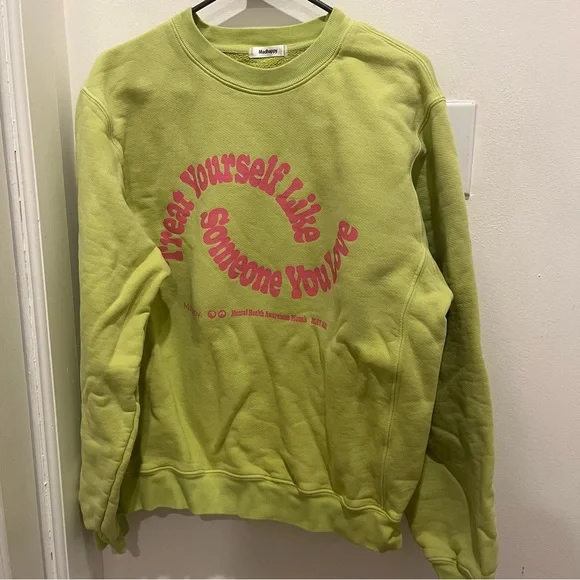 Madhappy
Treat Yourself Like
Someone You Love
Mental Health Awareness Month